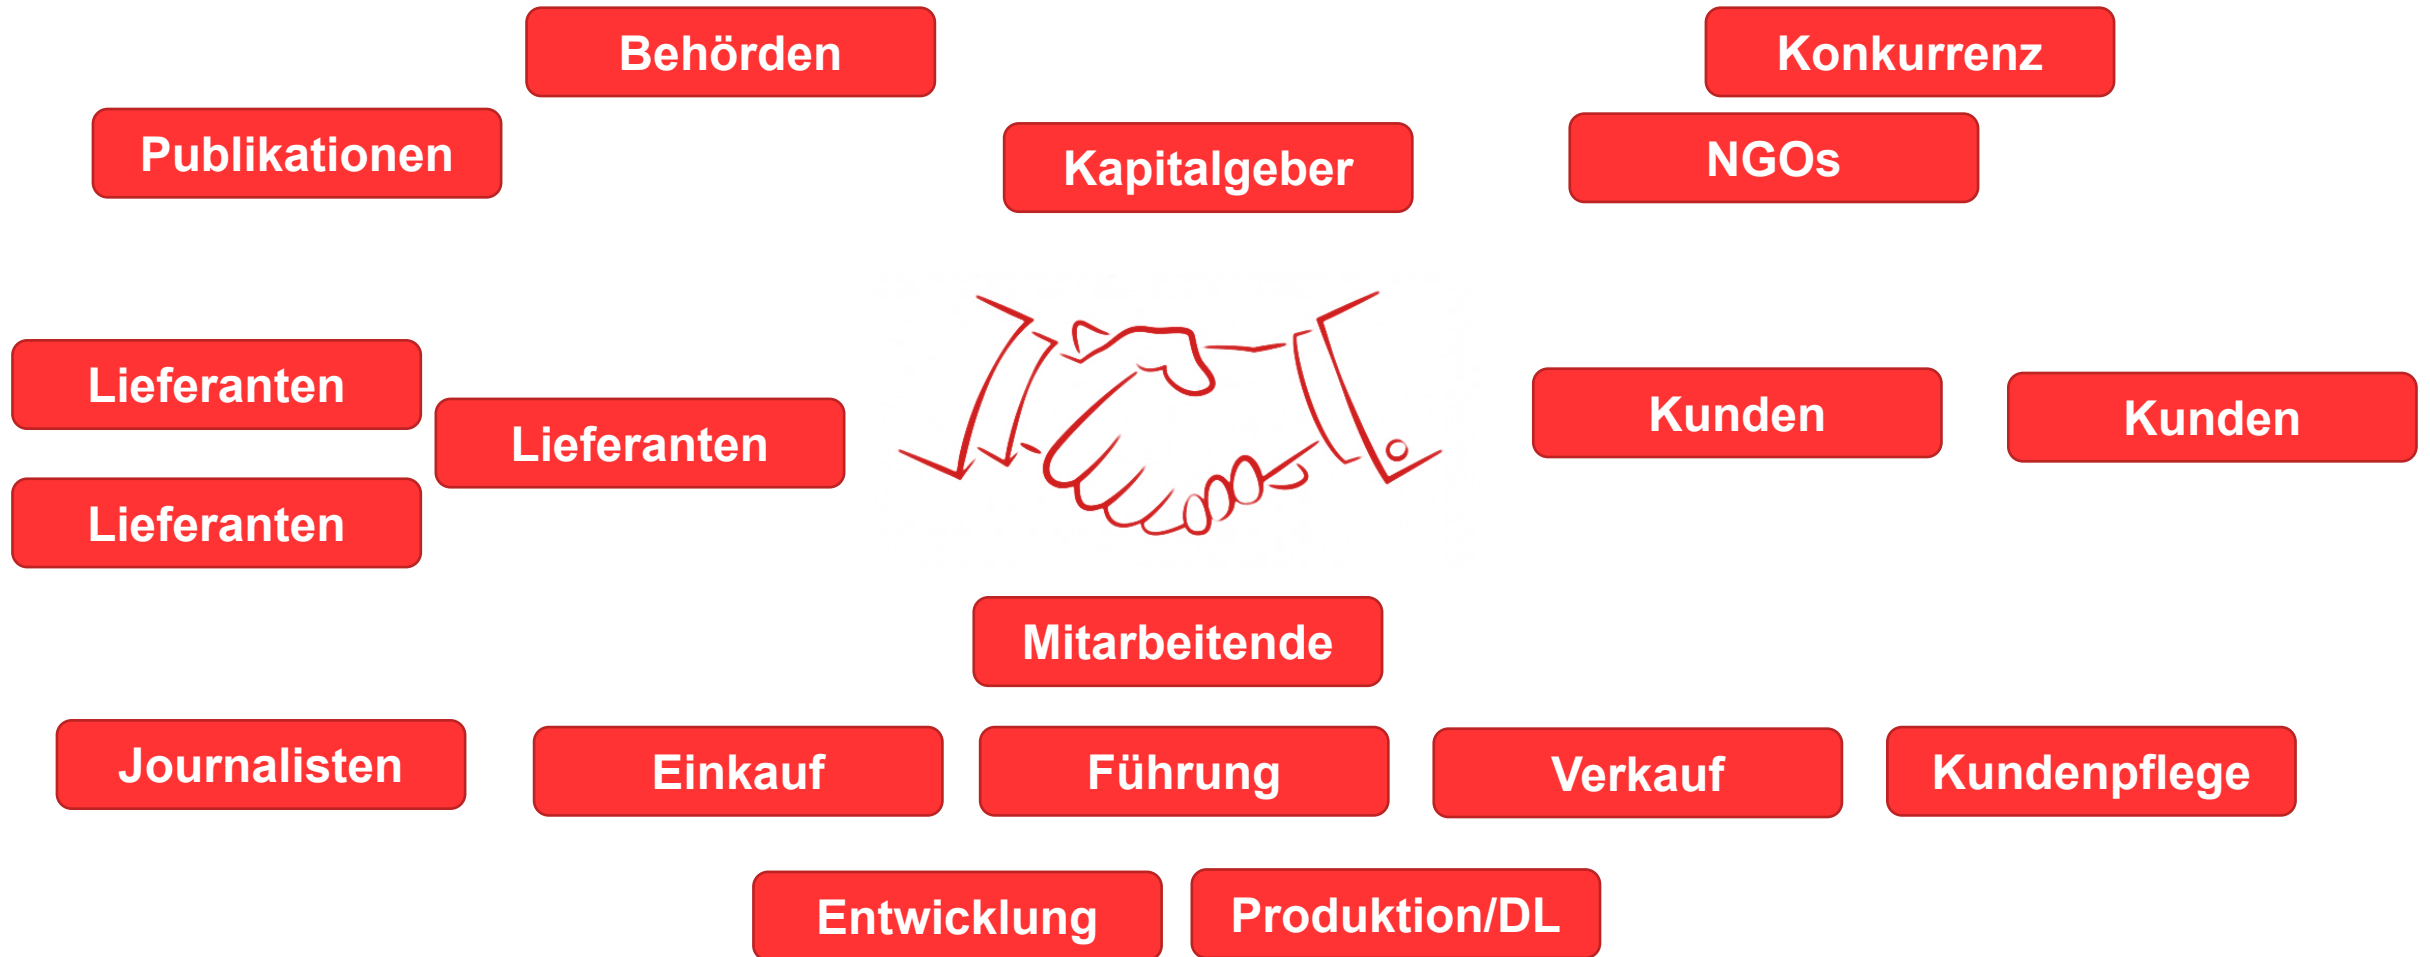 Behörden
Konkurrenz
Publikationen
Kapitalgeber
NGOs
Lieferanten
Lieferanten
Kunden
Kunden
Lieferanten
Mitarbeitende
Journalisten
Einkauf
Führung
Verkauf
Kundenpflege
Entwicklung
Produktion/DL